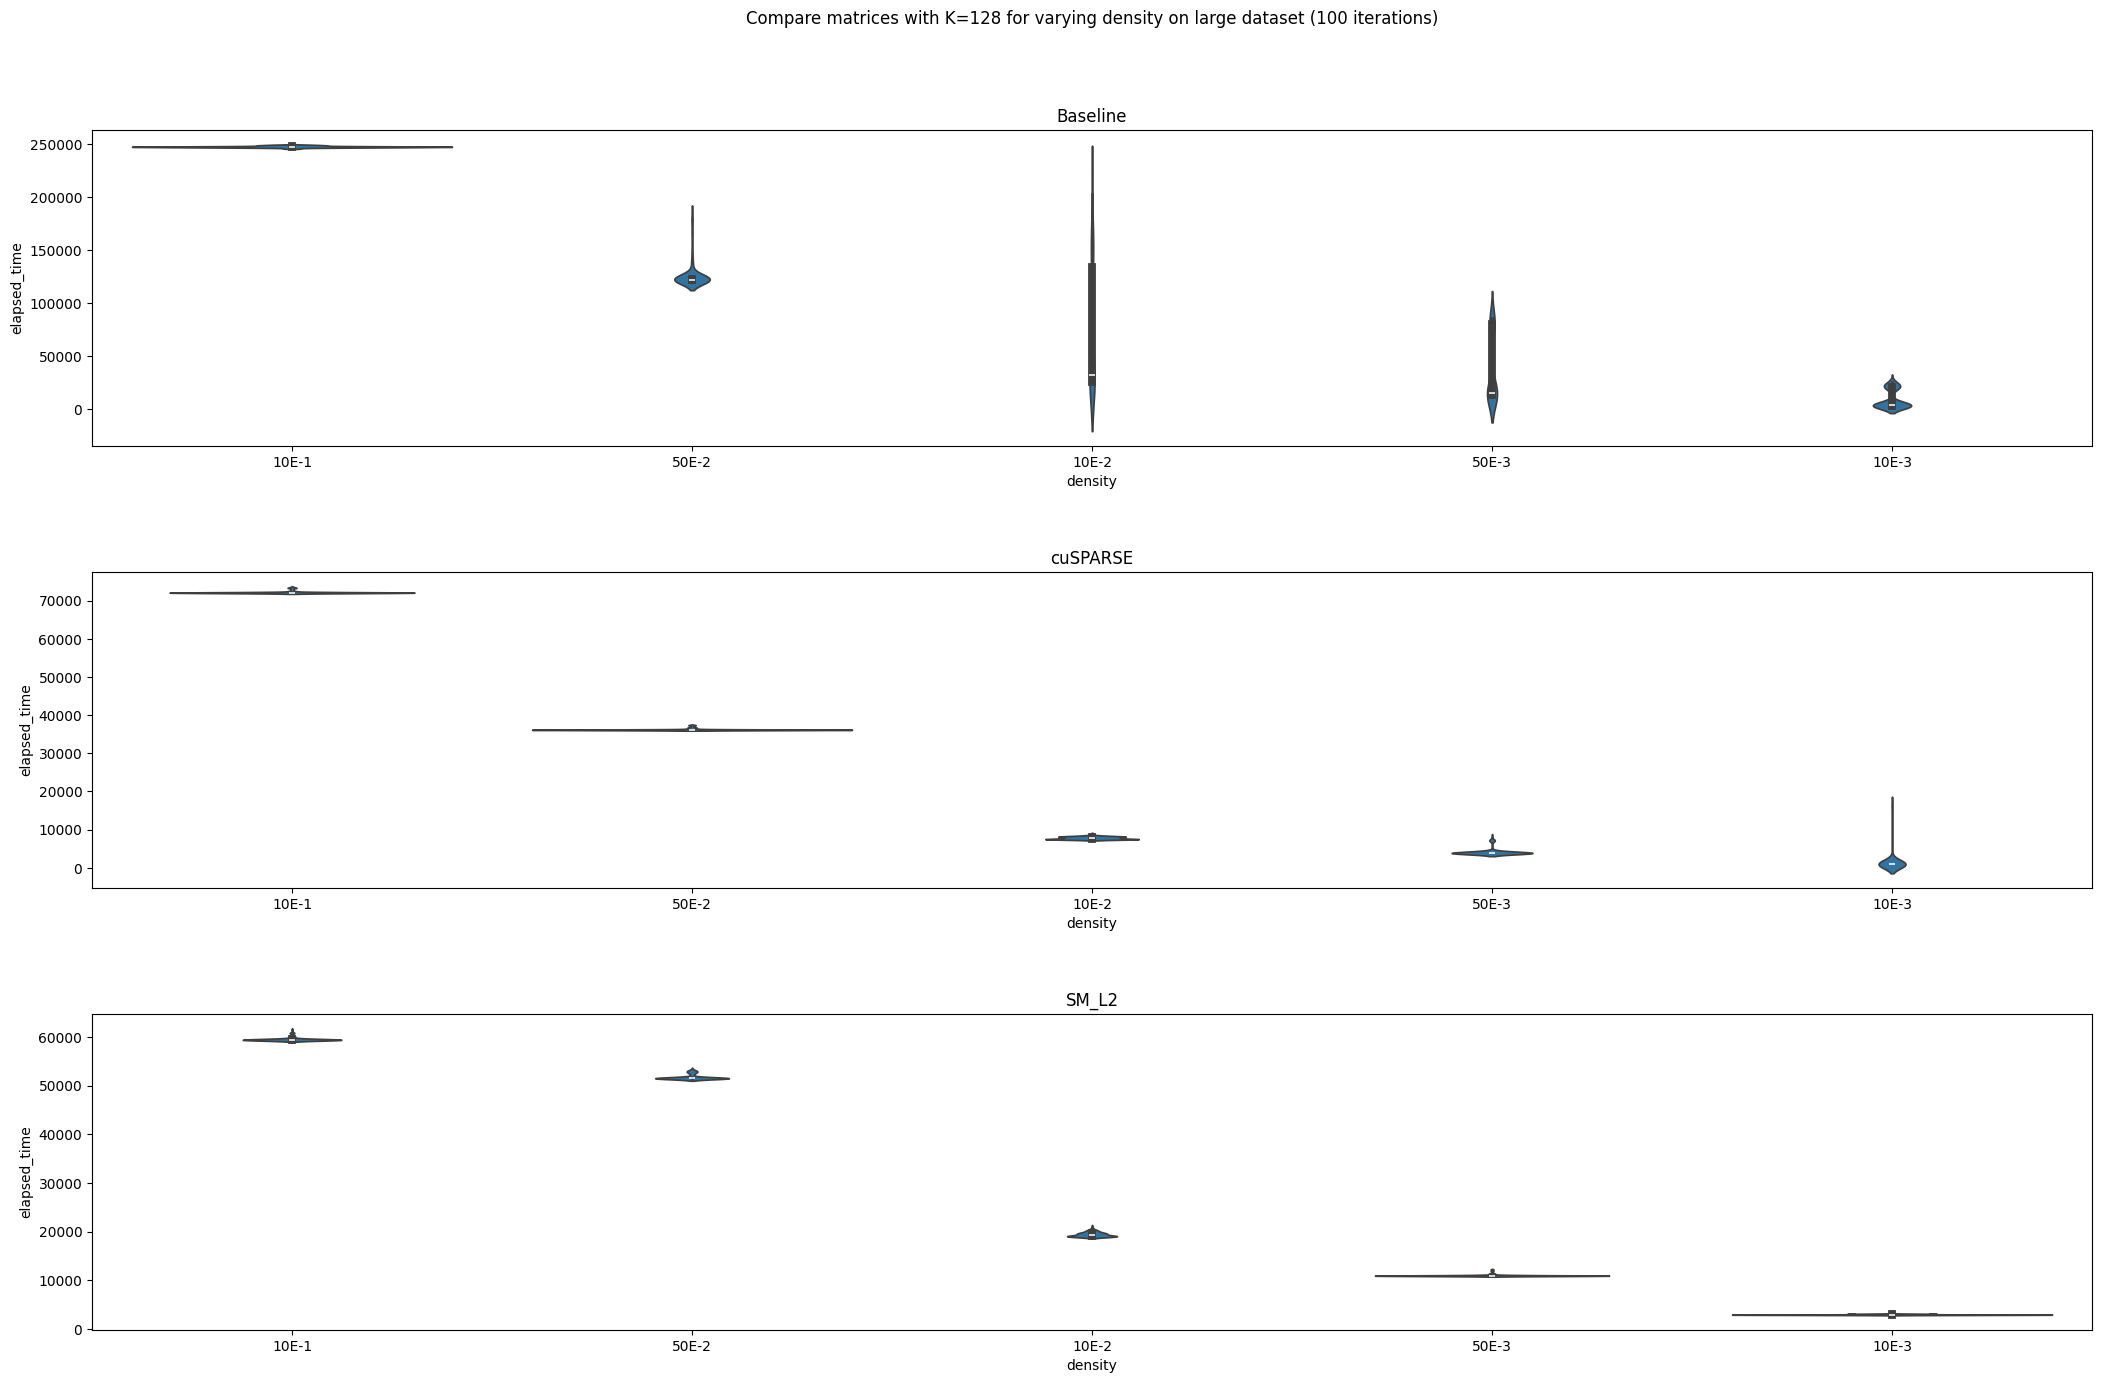 Compare matrices with K=128 for varying density on large dataset (100 iterations)
Baseline
elapsed_time
250000
200000
150000
100000
50000
0
10E-1 50E-2 10E-2 50E-3 10E-3
density
cuSPARSE
elapsed_time
70000
60000
50000
40000
30000
20000
10000
0
10E-1 50E-2 10E-2 50E-3 10E-3
density
SM_L2
elapsed_time
60000
50000
40000
30000
20000
10000
0
10E-1 50E-2 10E-2 50E-3 10E-3
density